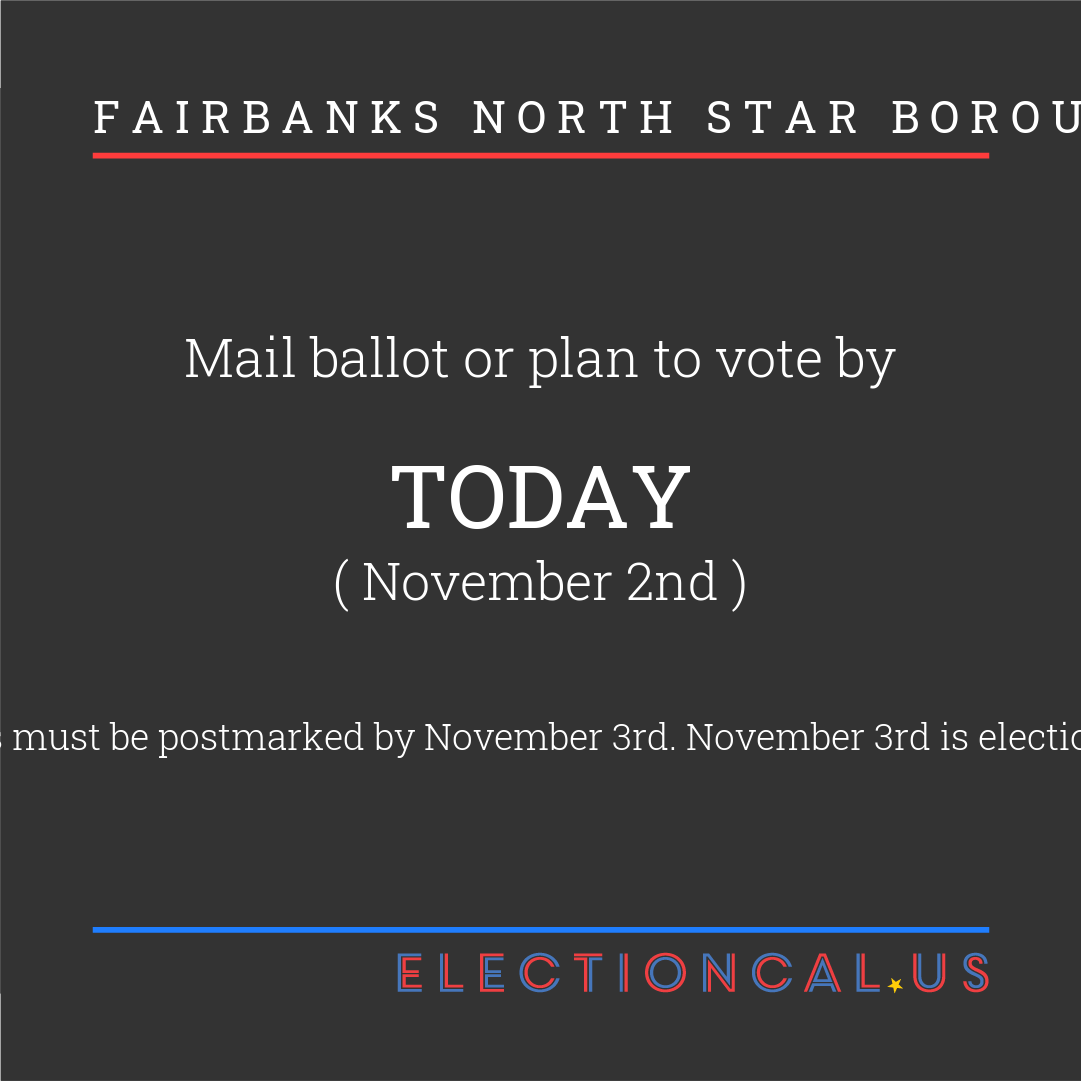 FAIRBANKS NORTH STAR BOROU
Mail ballot or plan to vote by
TODAY
( November 2nd )
s must be postmarked by November 3rd. November 3rd is electio
ELECTIONCAL.US